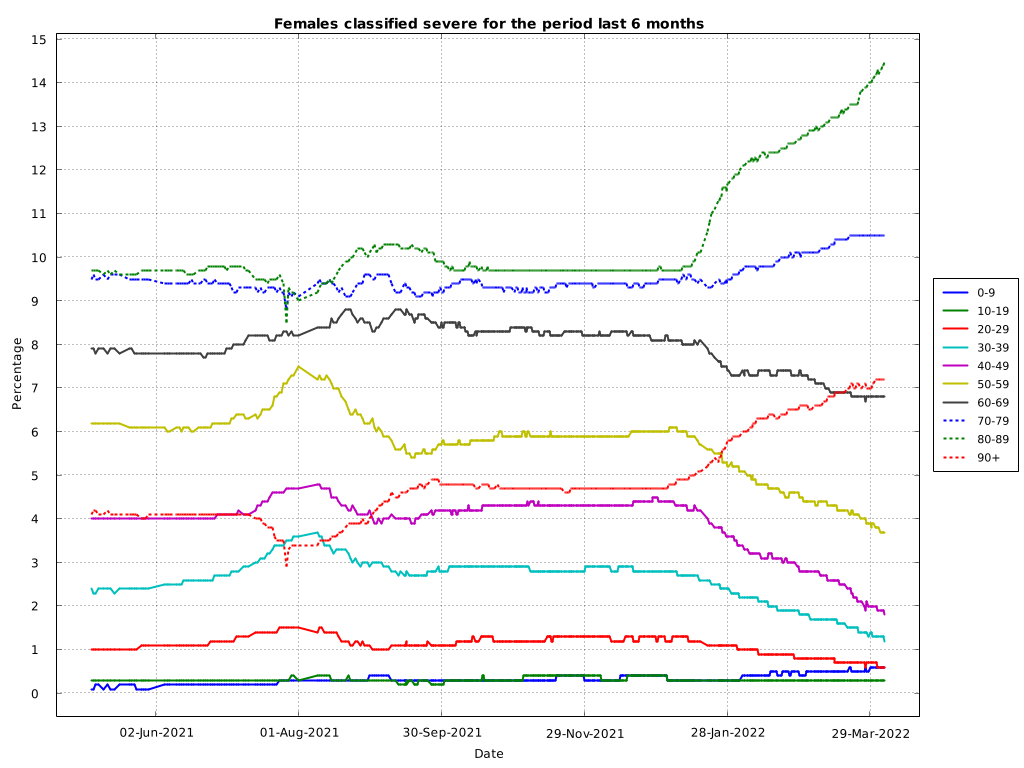 Females classified severe for the period last 6 months
15
14
13
12
11
10
9
8
7
6
5
4
3
2
1
0
Percentage
02-Jun-2021
01-Aug-2021
30-Sep-2021
29-Nov-2021
28-Jan-2022
29-Mar-2022
Date
0-9
10-19
20-29
30-39
40-49
50-59
60-69
70-79
80-89
90+